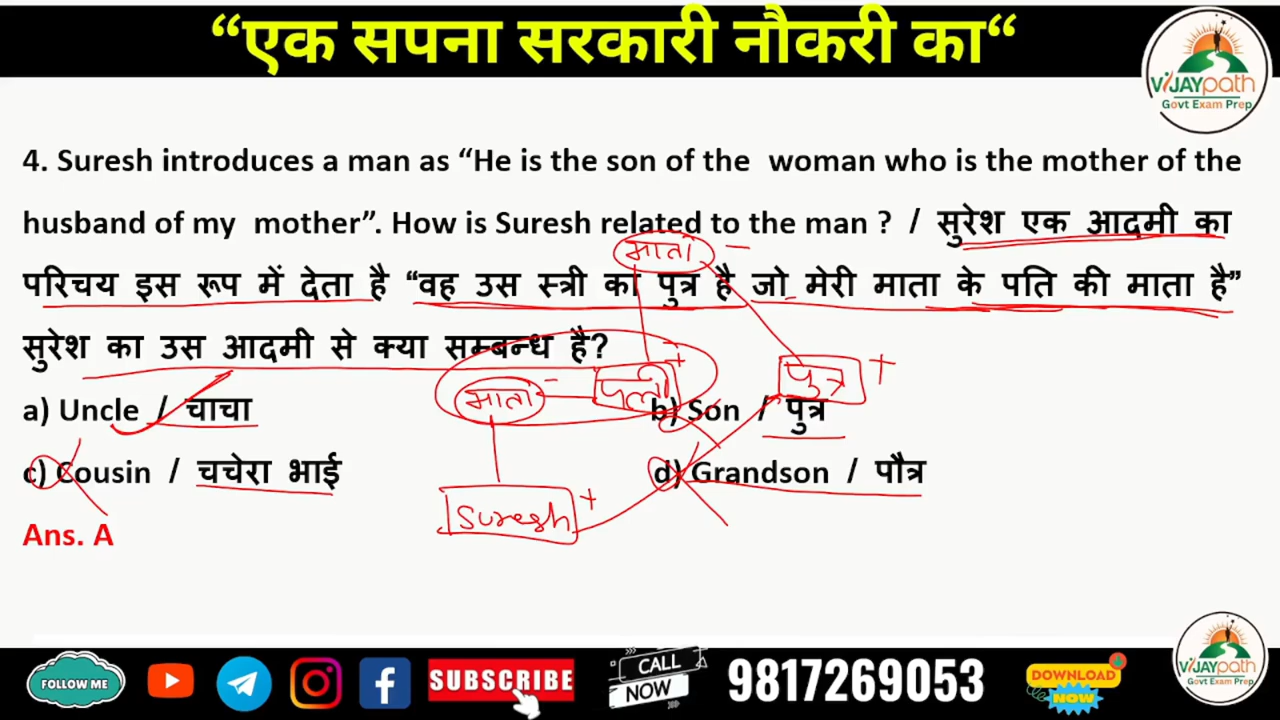 “एक सपना सरकारी नौकरी का“
ViJAYpath
Govt Exam Prep
4. Suresh introduces a man as “He is the son of the woman who is the mother of the
husband of my mother”. How is Suresh related to the man ? / सुरेश एक आदमी का
माता
परिचय इस रूप में देता है “वह उस स्त्री का पुत्र है जो मेरी माता के पति की माता है”
सुरेश का उस आदमी से क्या सम्बन्ध है?
माता पत्नी पुत्र
a) Uncle / चाचा b) Son / पुत्र
c) Cousin / चचेरा भाई d) Grandson / पौत्र
Suresh
Ans. A
ViJAYpath
Govt Exam Prep
FOLLOW ME
SUBSCRIBE
CALL
NOW
9817269053
DOWNLOAD
NOW